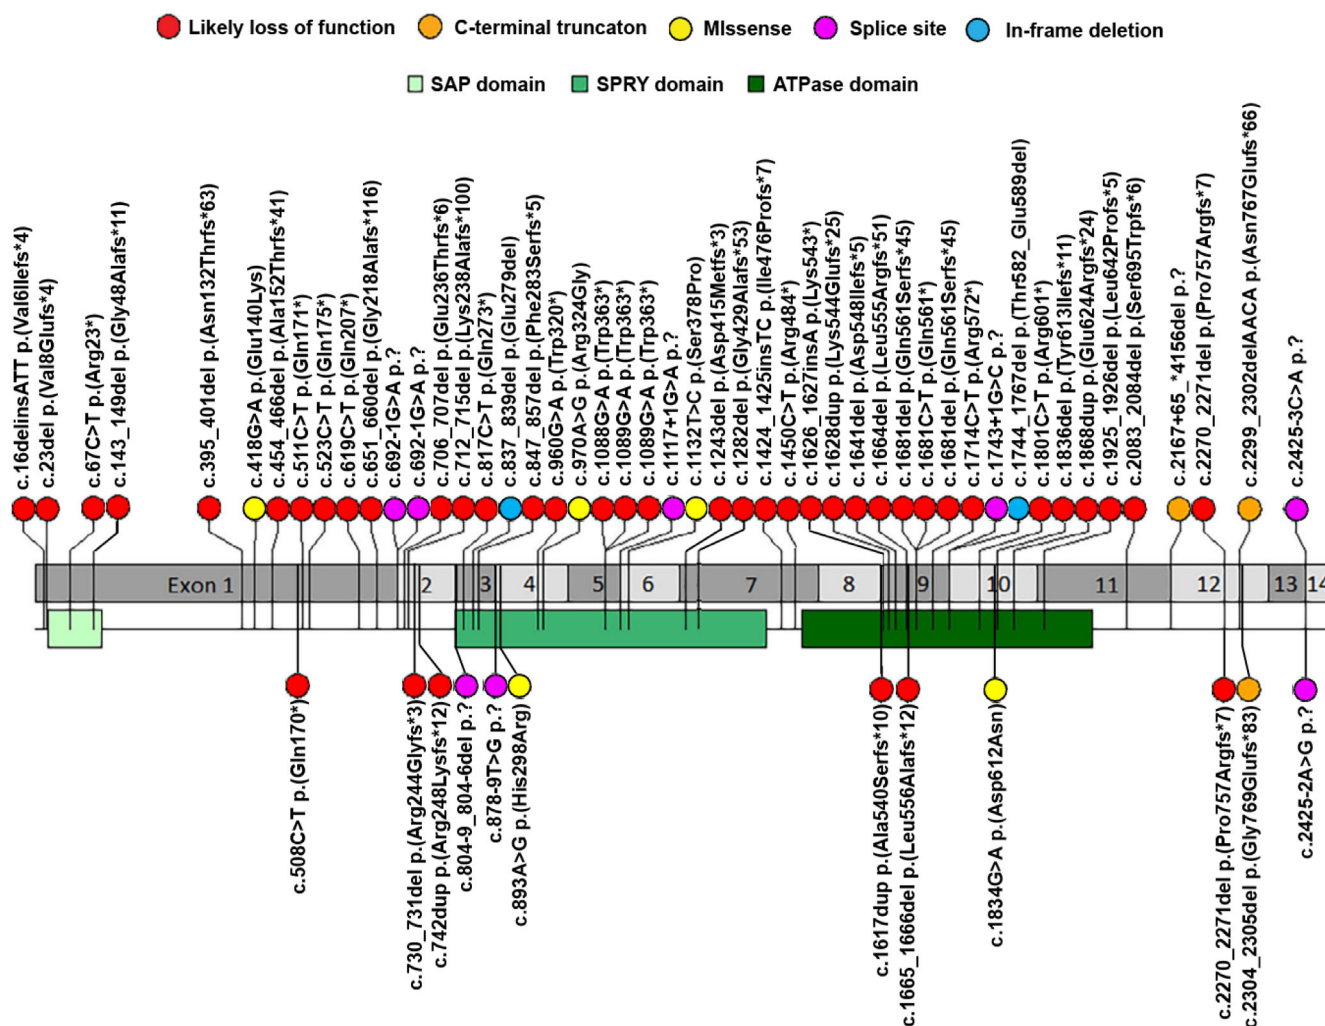 Likely loss of function
C-terminal truncaton
MIssense
Splice site
In-frame deletion
SAP domain
SPRY domain
ATPase domain
c.16delinsATT p.(Val6Ilefs*4)
c.23del p.(Val8Glufs*4)
c.67C>T p.(Arg23*)
c.143_149del p.(Gly48Alafs*11)
c.395_401del p.(Asn132Thrfs*63)
c.418G>A p.(Glu140Lys)
c.454_466del p.(Ala152Thrfs*41)
c.511C>T p.(Gln171*)
c.523C>T p.(Gln175*)
c.619C>T p.(Gln207*)
c.651_660del p.(Gly218Alafs*116)
c.692-1G>A p.?
c.692-1G>A p.?
c.706_707del p.(Glu236Thrfs*6)
c.712_715del p.(Lys238Alafs*100)
c.817C>T p.(Gln273*)
c.837_839del p.(Glu279del)
c.847_857del p.(Phe283Serfs*5)
c.960G>A p.(Trp320*)
c.970A>G p.(Arg324Gly)
c.1088G>A p.(Trp363*)
c.1089G>A p.(Trp363*)
c.1089G>A p.(Trp363*)
c.1117+1G>A p.?
c.1132T>C p.(Ser378Pro)
c.1243del p.(Asp415Metfs*3)
c.1282del p.(Gly429Alafs*53)
c.1424_1425insTC p.(Ile476Profs*7)
c.1450C>T p.(Arg484*)
c.1626_1627insA p.(Lys543*)
c.1628dup p.(Lys544Glufs*25)
c.1641del p.(Asp548Ilefs*5)
c.1664del p.(Leu555Argfs*51)
c.1681del p.(Gln561Serfs*45)
c.1681C>T p.(Gln561*)
c.1681del p.(Gln561Serfs*45)
c.1714C>T p.(Arg572*)
c.1743+1G>C p.?
c.1744_1767del p.(Thr582_Glu589del)
c.1801C>T p.(Arg601*)
c.1836del p.(Tyr613Ilefs*11)
c.1868dup p.(Glu624Argfs*24)
c.1925_1926del p.(Leu642Profs*5)
c.2083_2084del p.(Ser695Trpfs*6)
c.2167+65_*4156del p.?
c.2270_2271del p.(Pro757Argfs*7)
c.2299_2302delAACA p.(Asn767Glufs*66)
c.2425-3C>A p.?
Exon 1
2
3
4
5
6
7
8
9
10
11
12
13
14
c.508C>T p.(Gln170*)
c.730_731del p.(Arg244Glyfs*3)
c.742dup p.(Arg248Lysfs*12)
c.804-9_804-6del p.?
c.878-9T>G p.?
c.893A>G p.(His298Arg)
c.1617dup p.(Ala540Serfs*10)
c.1665_1666del p.(Leu556Alafs*12)
c.1834G>A p.(Asp612Asn)
c.2270_2271del p.(Pro757Argfs*7)
c.2304_2305del p.(Gly769Glufs*83)
c.2425-2A>G p.?